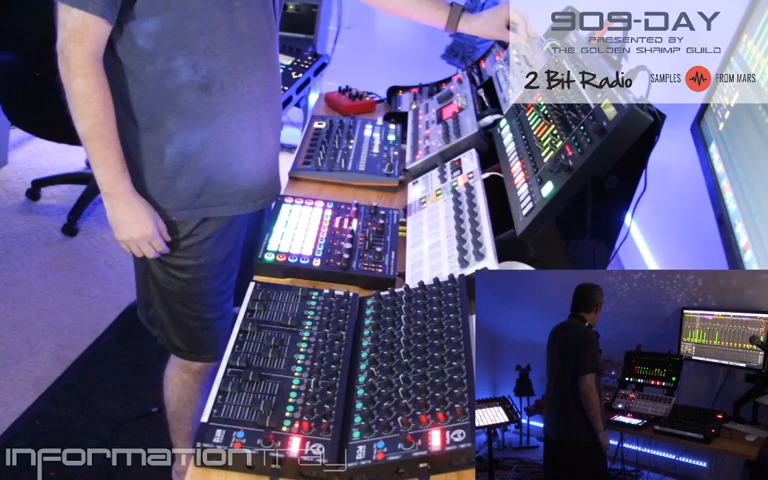 909-DAY
PRESENTED BY
THE GOLDEN SHRIMP GUILD
2 Bit Radio
SAMPLES FROM MARS
informationtray